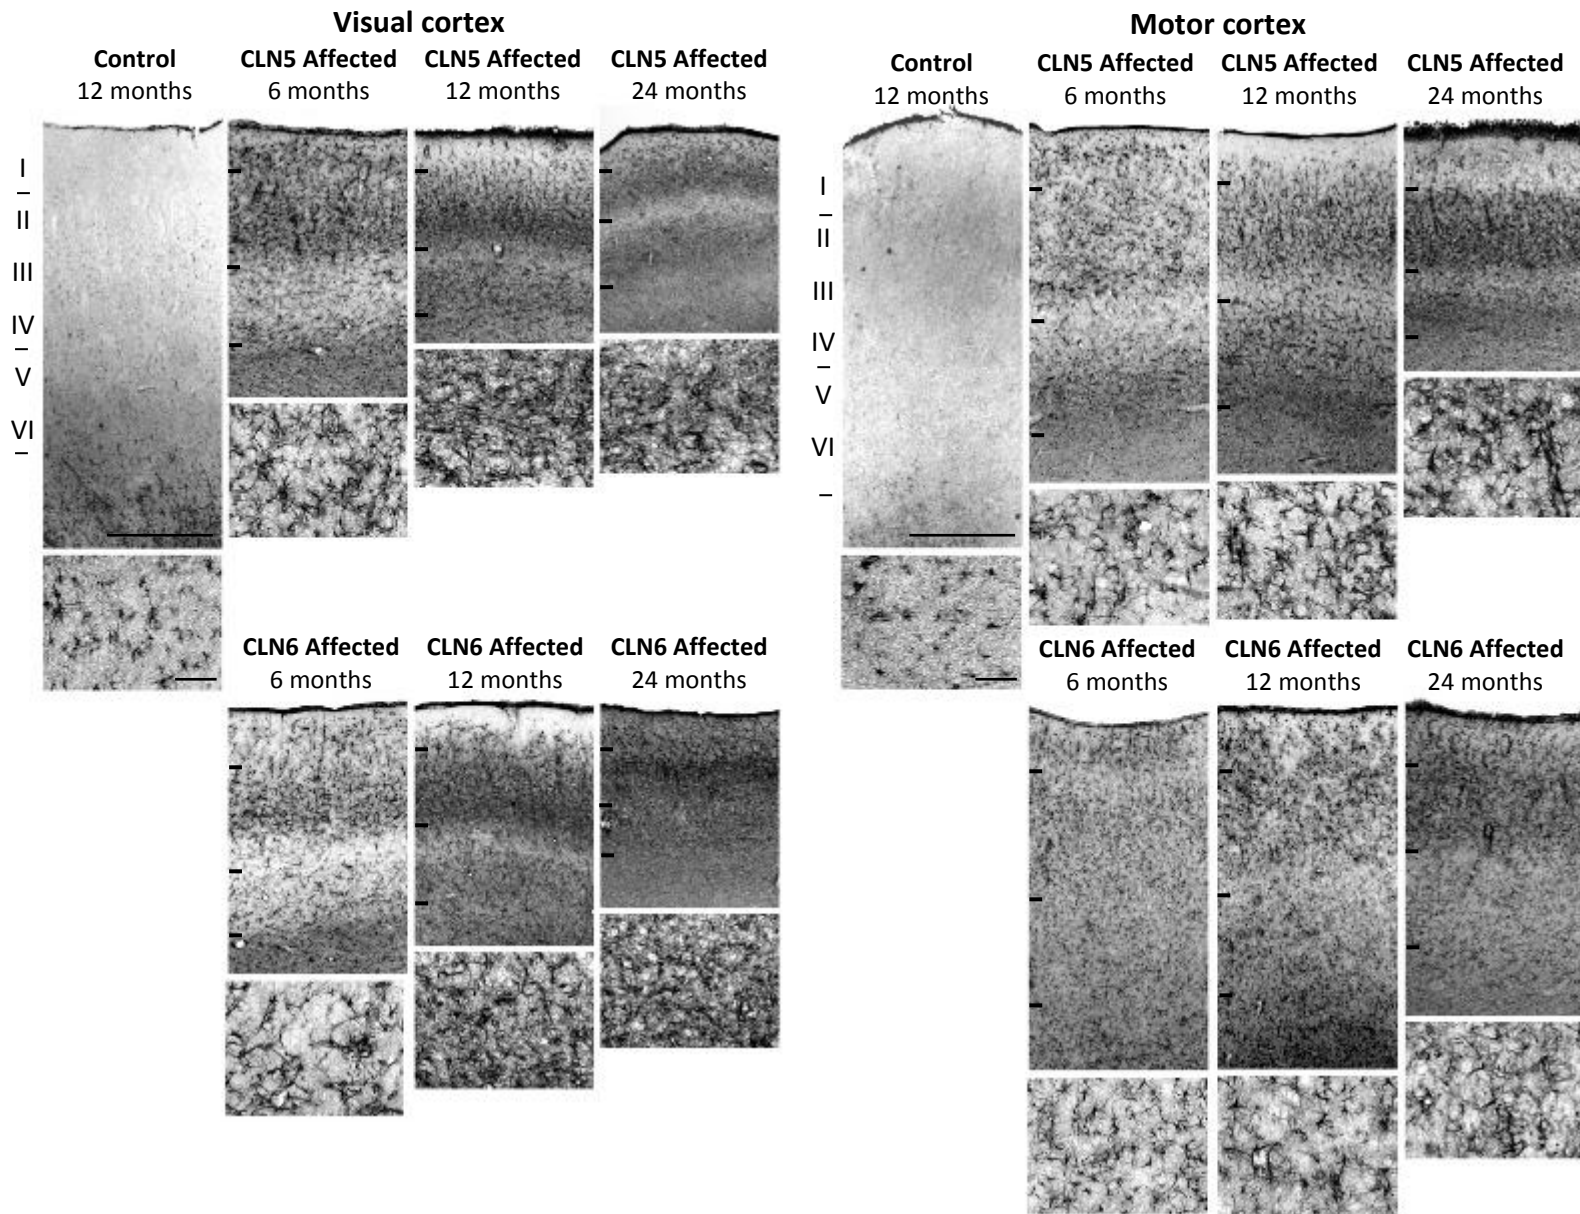 Visual cortex
Control
12 months
CLN5 Affected
6 months
CLN5 Affected
12 months
CLN5 Affected
24 months
I
II
III
IV
V
VI
CLN6 Affected
6 months
CLN6 Affected
12 months
CLN6 Affected
24 months
Motor cortex
Control
12 months
CLN5 Affected
6 months
CLN5 Affected
12 months
CLN5 Affected
24 months
I
II
III
IV
V
VI
CLN6 Affected
6 months
CLN6 Affected
12 months
CLN6 Affected
24 months